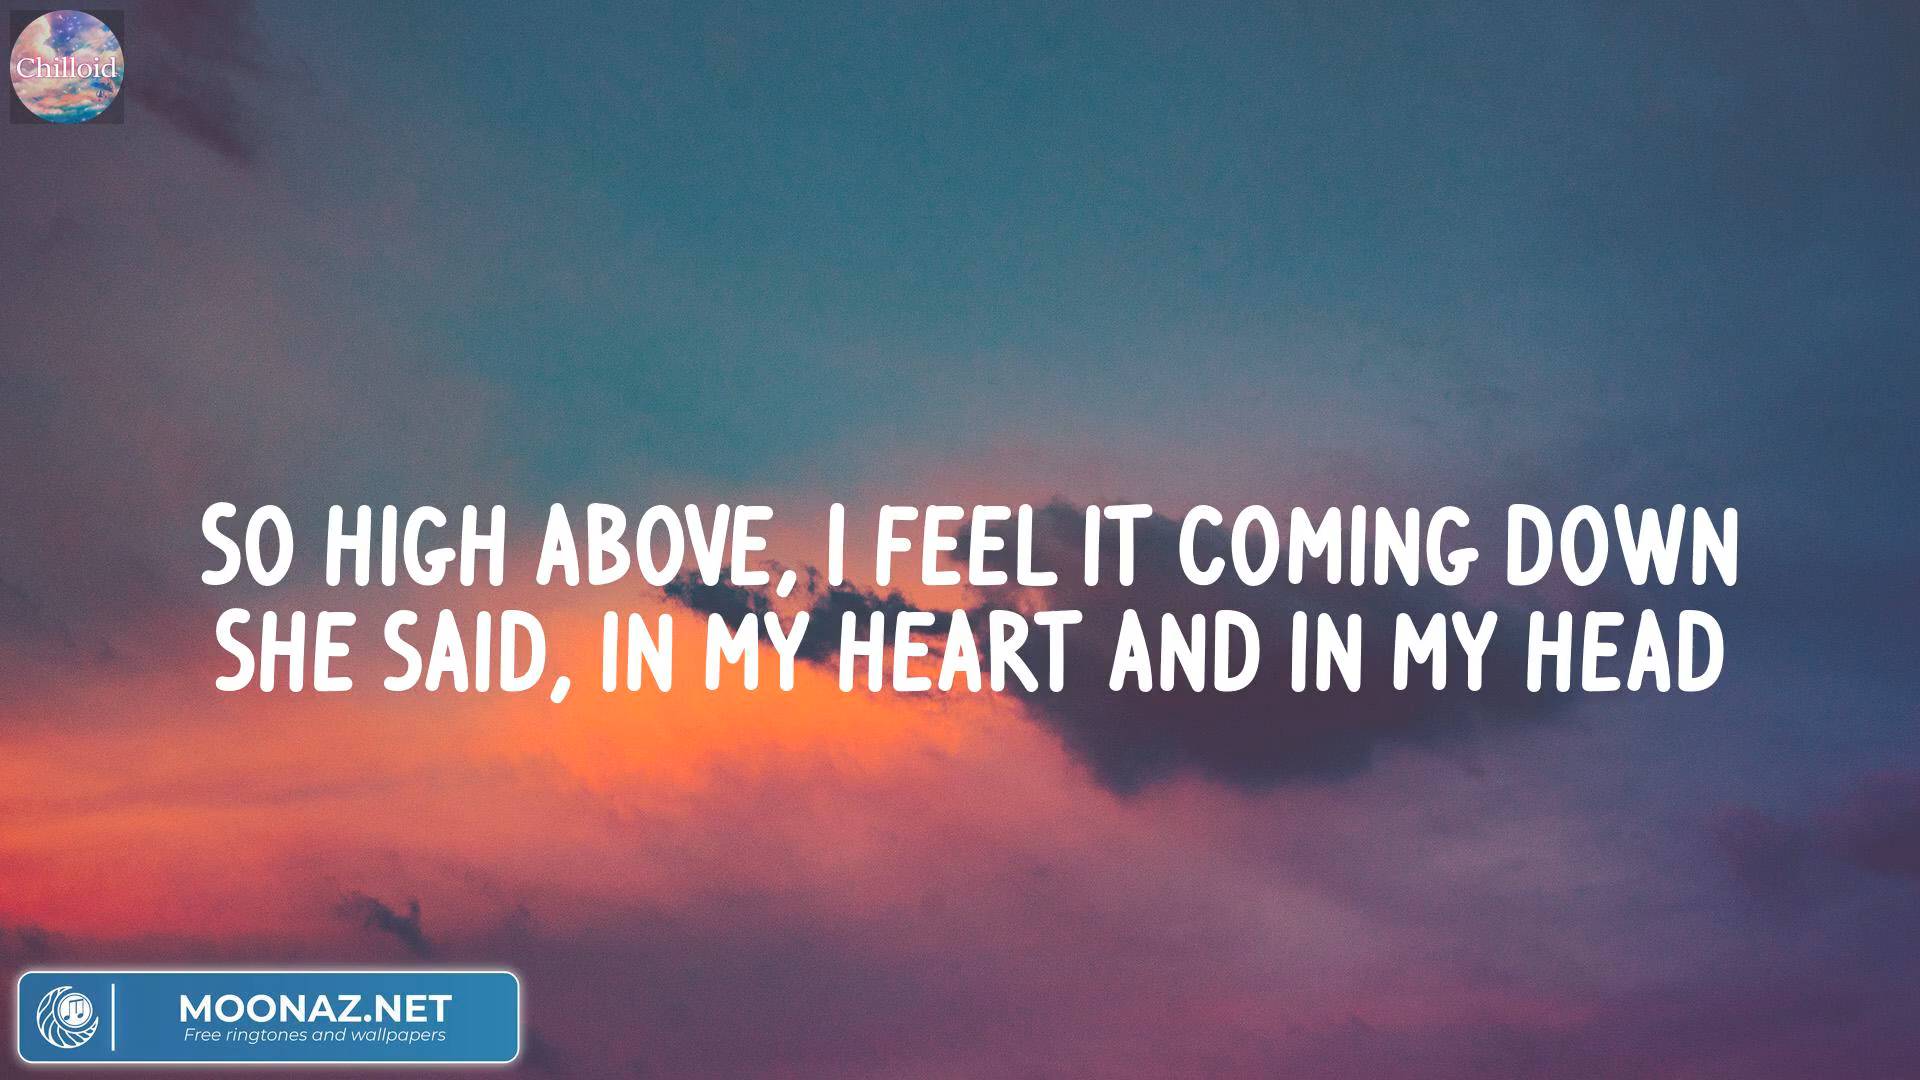 Chilloid
SO HIGH ABOVE, I FEEL IT COMING DOWN
SHE SAID, IN MY HEART AND IN MY HEAD
MOONAZ.NET
Free ringtones and wallpapers